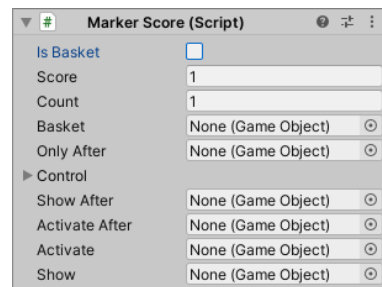 # Marker Score (Script)
Is Basket
Score 1
Count 1
Basket None (Game Object)
Only After None (Game Object)
Control
Show After None (Game Object)
Activate After None (Game Object)
Activate None (Game Object)
Show None (Game Object)